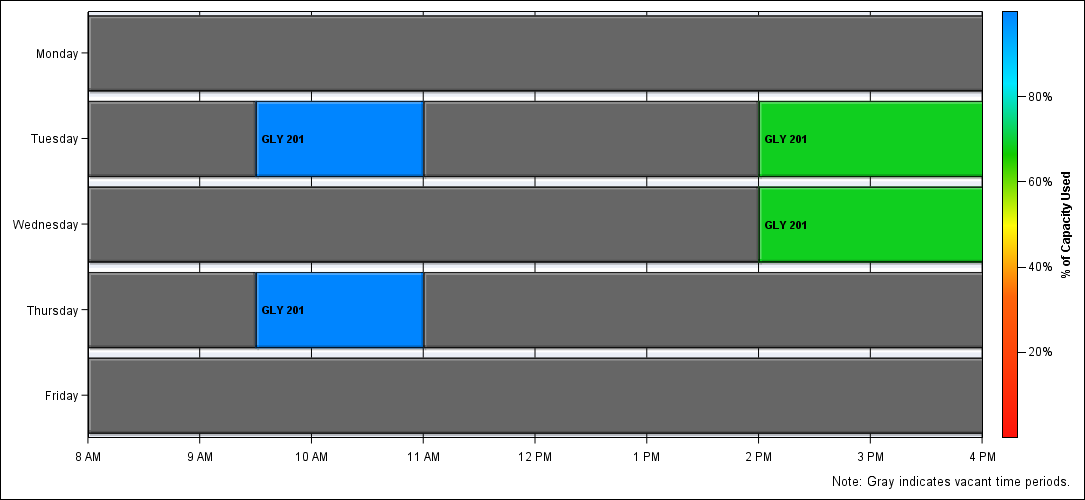 Monday
Tuesday
GLY 201
GLY 201
Wednesday
GLY 201
Thursday
GLY 201
Friday
8 AM
9 AM
10 AM
11 AM
12 PM
1 PM
2 PM
3 PM
4 PM
80%
60%
40%
20%
% of Capacity Used
Note: Gray indicates vacant time periods.